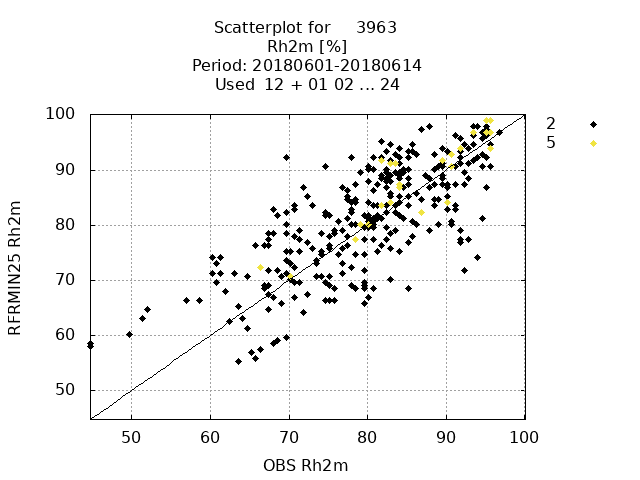 Scatterplot for 3963
Rh2m [%]
Period: 20180601-20180614
Used 12 + 01 02 ... 24
2
5
100
90
80
70
60
50
RFRMIN25 Rh2m
50 60 70 80 90 100
OBS Rh2m